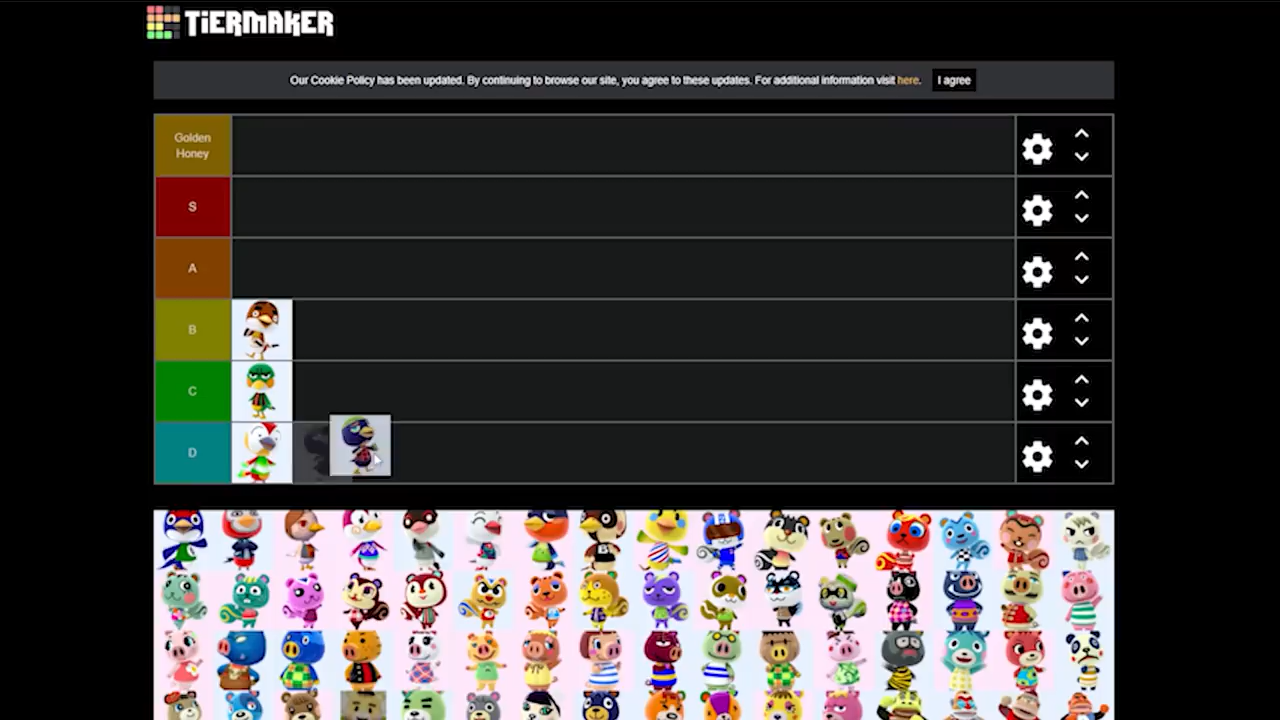 TiERMAKER
Our Cookie Policy has been updated. By continuing to browse our site, you agree to these updates. For additional information visit here. I agree
Golden
Honey
S
A
B
C
D